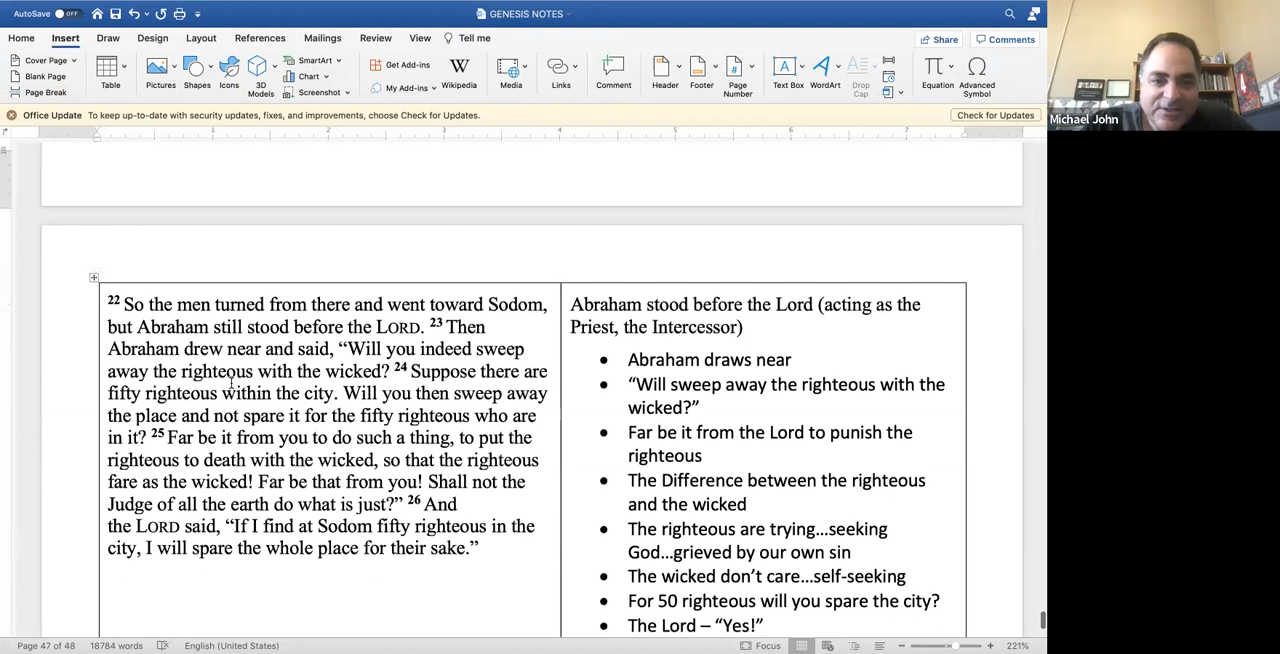 AutoSave OFF GENESIS NOTES
Home Insert Draw Design Layout References Mailings Review View Tell me Share Comments
Cover Page
Blank Page
Page Break
Table
Pictures
Shapes
Icons
3D
Models
SmartArt
Chart
Screenshot
Get Add-ins
My Add-ins
W
Wikipedia
Media
Links
Comment
Header
Footer
Page
Number
Text Box
WordArt
Drop
Cap
Equation
Advanced
Symbol
Office Update To keep up-to-date with security updates, fixes, and improvements, choose Check for Updates. Check for Updates
Michael John
1 2 3 4 5 6 7
22 So the men turned from there and went toward Sodom,
but Abraham still stood before the LORD. 23 Then
Abraham drew near and said, “Will you indeed sweep
away the righteous with the wicked? 24 Suppose there are
fifty righteous within the city. Will you then sweep away
the place and not spare it for the fifty righteous who are
in it? 25 Far be it from you to do such a thing, to put the
righteous to death with the wicked, so that the righteous
fare as the wicked! Far be that from you! Shall not the
Judge of all the earth do what is just?” 26 And
the LORD said, “If I find at Sodom fifty righteous in the
city, I will spare the whole place for their sake.”
Abraham stood before the Lord (acting as the
Priest, the Intercessor)
• Abraham draws near
• “Will sweep away the righteous with the
wicked?”
• Far be it from the Lord to punish the
righteous
• The Difference between the righteous
and the wicked
• The righteous are trying...seeking
God...grieved by our own sin
• The wicked don’t care...self-seeking
• For 50 righteous will you spare the city?
• The Lord – “Yes!”
Page 47 of 48 18784 words English (United States) Focus 221%